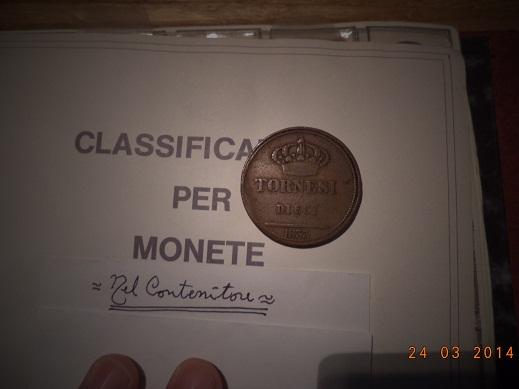 CLASSIFICA
PER
MONETE
≈ Nel Contenitore ≈
TORNESI
DIECI
24 03 2014